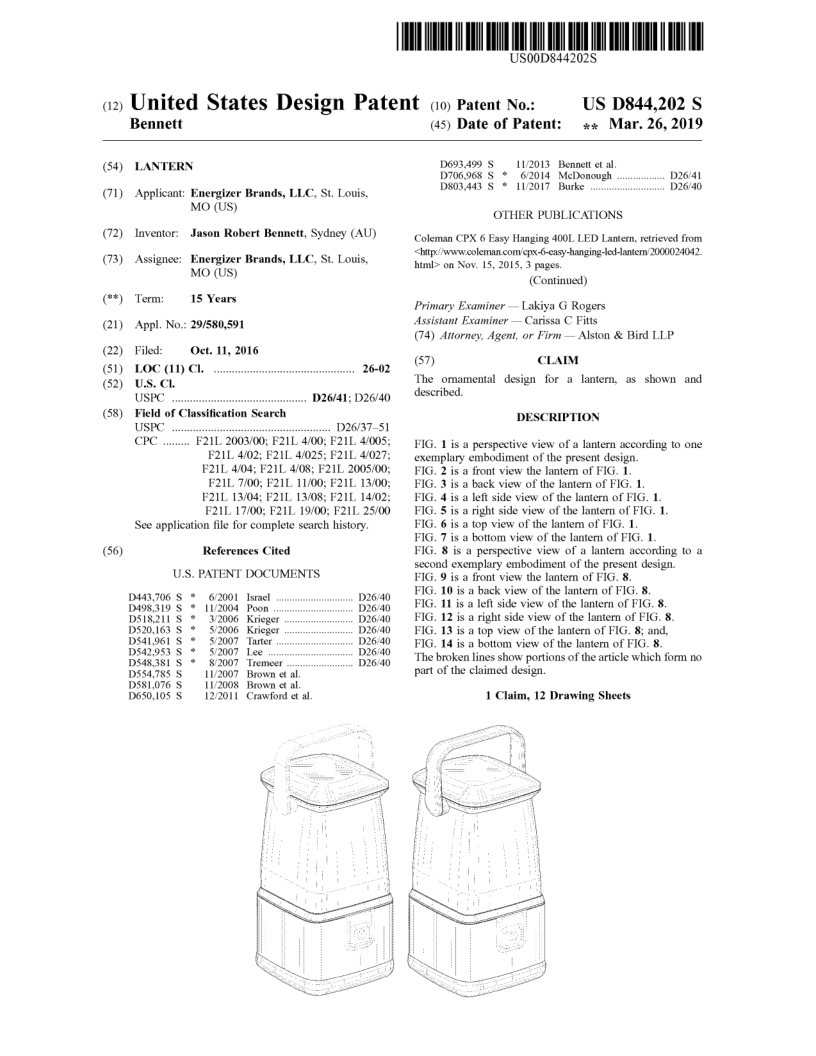 US00D844202S
(12) United States Design Patent
Bennett
(10) Patent No.: US D844,202 S
(45) Date of Patent: ** Mar. 26, 2019
(54) LANTERN
(71) Applicant: Energizer Brands, LLC, St. Louis,
MO (US)
(72) Inventor: Jason Robert Bennett, Sydney (AU)
(73) Assignee: Energizer Brands, LLC, St. Louis,
MO (US)
(**) Term: 15 Years
(21) Appl. No.: 29/580,591
(22) Filed: Oct. 11, 2016
(51) LOC (11) Cl. ............................................... 26-02
(52) U.S. Cl.
USPC ............................................. D26/41; D26/40
(58) Field of Classification Search
USPC ..................................................... D26/37–51
CPC ......... F21L 2003/00; F21L 4/00; F21L 4/005;
F21L 4/02; F21L 4/025; F21L 4/027;
F21L 4/04; F21L 4/08; F21L 2005/00;
F21L 7/00; F21L 11/00; F21L 13/00;
F21L 13/04; F21L 13/08; F21L 14/02;
F21L 17/00; F21L 19/00; F21L 25/00
See application file for complete search history.
(56) References Cited
U.S. PATENT DOCUMENTS
D443,706 S * 6/2001 Israel ............................ D26/40
D498,319 S * 11/2004 Poon ............................ D26/40
D518,211 S * 3/2006 Krieger ......................... D26/40
D520,163 S * 5/2006 Krieger ......................... D26/40
D541,961 S * 5/2007 Tarter ............................ D26/40
D542,953 S * 5/2007 Lee ............................... D26/40
D548,381 S * 8/2007 Tremeer ........................ D26/40
D554,785 S 11/2007 Brown et al.
D581,076 S 11/2008 Brown et al.
D650,105 S 12/2011 Crawford et al.
D693,499 S 11/2013 Bennett et al.
D706,968 S * 6/2014 McDonough ................. D26/41
D803,443 S * 11/2017 Burke ........................... D26/40
OTHER PUBLICATIONS
Coleman CPX 6 Easy Hanging 400L LED Lantern, retrieved from
<http://www.coleman.com/cpx-6-easy-hanging-led-lantern/2000024042.
html> on Nov. 15, 2015, 3 pages.
(Continued)
Primary Examiner — Lakiya G Rogers
Assistant Examiner — Carissa C Fitts
(74) Attorney, Agent, or Firm — Alston & Bird LLP
(57) CLAIM
The ornamental design for a lantern, as shown and
described.
DESCRIPTION
FIG. 1 is a perspective view of a lantern according to one
exemplary embodiment of the present design.
FIG. 2 is a front view the lantern of FIG. 1.
FIG. 3 is a back view of the lantern of FIG. 1.
FIG. 4 is a left side view of the lantern of FIG. 1.
FIG. 5 is a right side view of the lantern of FIG. 1.
FIG. 6 is a top view of the lantern of FIG. 1.
FIG. 7 is a bottom view of the lantern of FIG. 1.
FIG. 8 is a perspective view of a lantern according to a
second exemplary embodiment of the present design.
FIG. 9 is a front view the lantern of FIG. 8.
FIG. 10 is a back view of the lantern of FIG. 8.
FIG. 11 is a left side view of the lantern of FIG. 8.
FIG. 12 is a right side view of the lantern of FIG. 8.
FIG. 13 is a top view of the lantern of FIG. 8; and,
FIG. 14 is a bottom view of the lantern of FIG. 8.
The broken lines show portions of the article which form no
part of the claimed design.
1 Claim, 12 Drawing Sheets